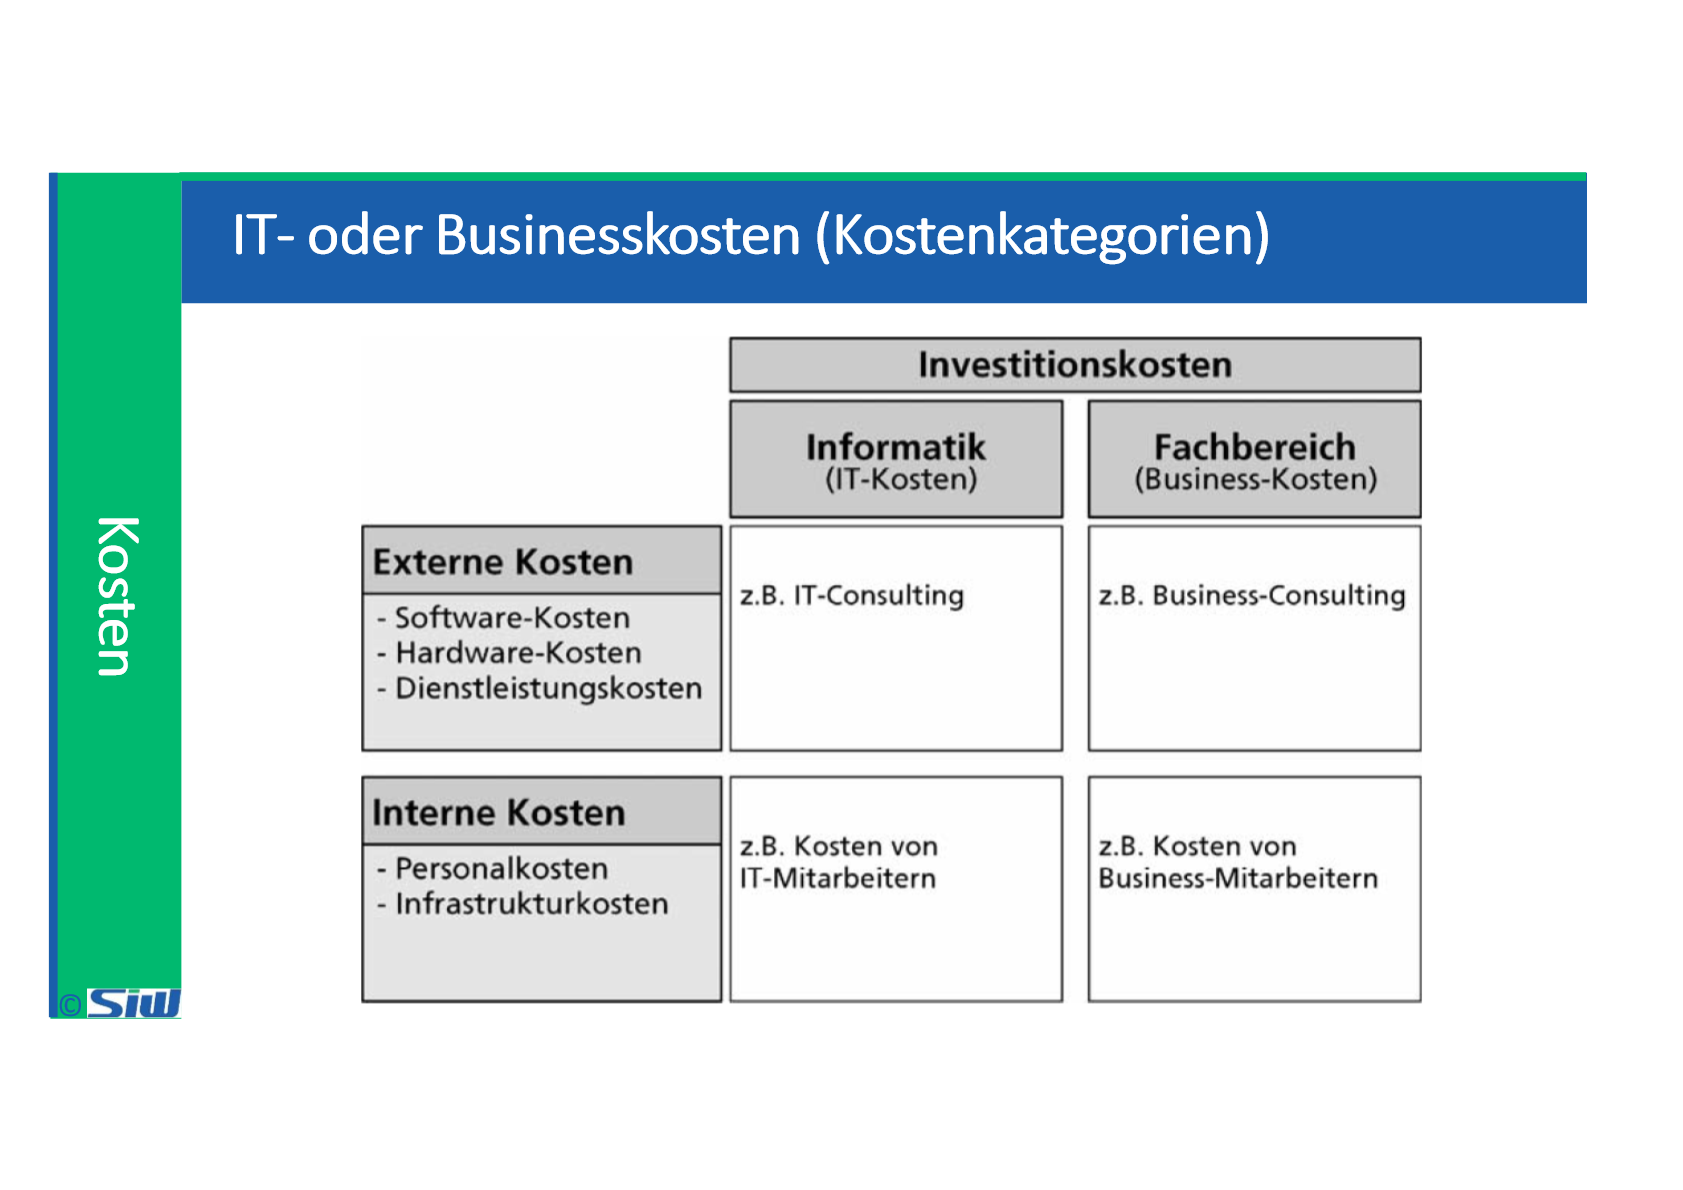 IT- oder Businesskosten (Kostenkategorien)
Kosten
Investitionskosten
Informatik
(IT-Kosten)
Fachbereich
(Business-Kosten)
Externe Kosten
- Software-Kosten
- Hardware-Kosten
- Dienstleistungskosten
z.B. IT-Consulting
z.B. Business-Consulting
Interne Kosten
- Personalkosten
- Infrastrukturkosten
z.B. Kosten von
IT-Mitarbeitern
z.B. Kosten von
Business-Mitarbeitern
© SiW